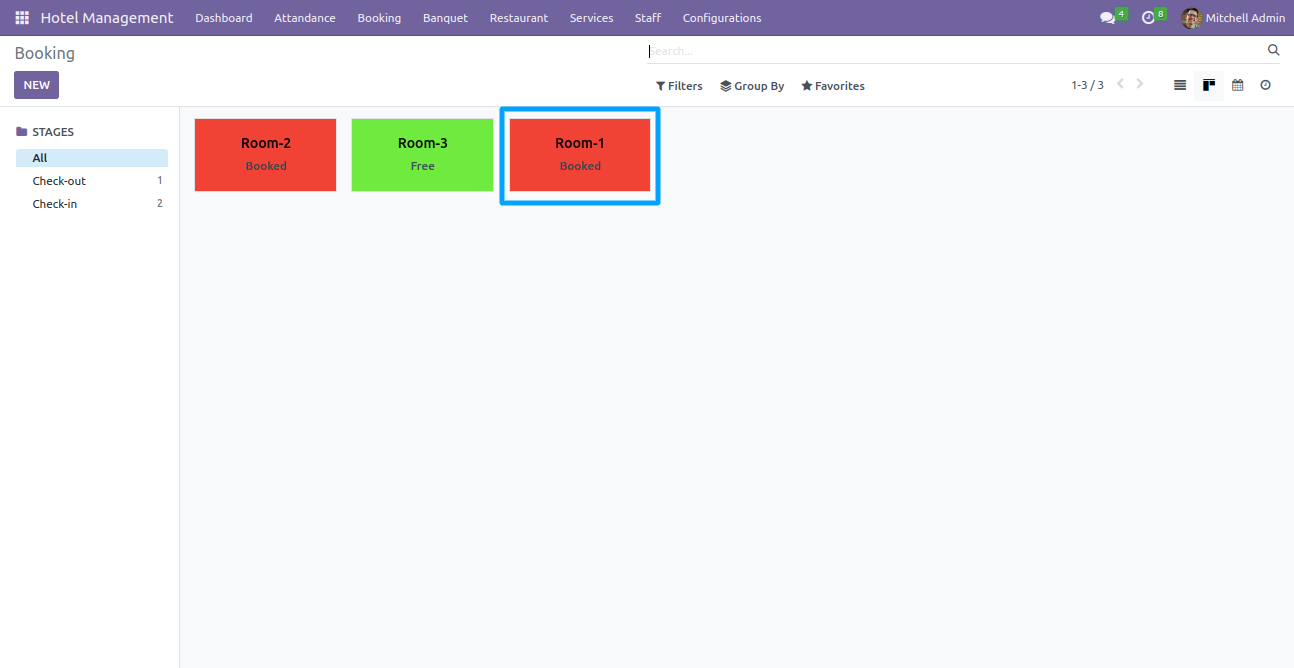 Hotel Management Dashboard Attandance Booking Banquet Restaurant Services Staff Configurations 4 8 Mitchell Admin
Booking Search...
NEW Filters Group By Favorites 1-3 / 3
STAGES
All
Check-out 1
Check-in 2
Room-2
Booked
Room-3
Free
Room-1
Booked